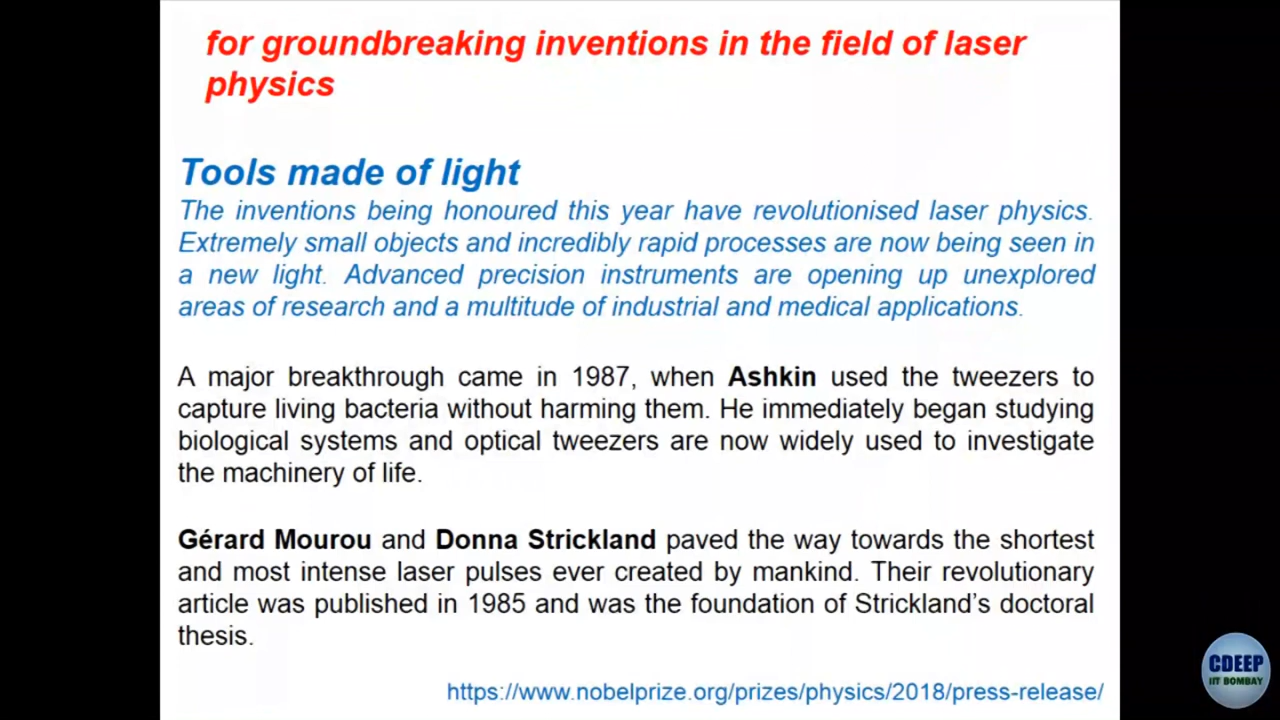 for groundbreaking inventions in the field of laser
physics
Tools made of light
The inventions being honoured this year have revolutionised laser physics.
Extremely small objects and incredibly rapid processes are now being seen in
a new light. Advanced precision instruments are opening up unexplored
areas of research and a multitude of industrial and medical applications.
A major breakthrough came in 1987, when Ashkin used the tweezers to
capture living bacteria without harming them. He immediately began studying
biological systems and optical tweezers are now widely used to investigate
the machinery of life.
Gérard Mourou and Donna Strickland paved the way towards the shortest
and most intense laser pulses ever created by mankind. Their revolutionary
article was published in 1985 and was the foundation of Strickland's doctoral
thesis.
https://www.nobelprize.org/prizes/physics/2018/press-release/
CDEEP
IIT BOMBAY